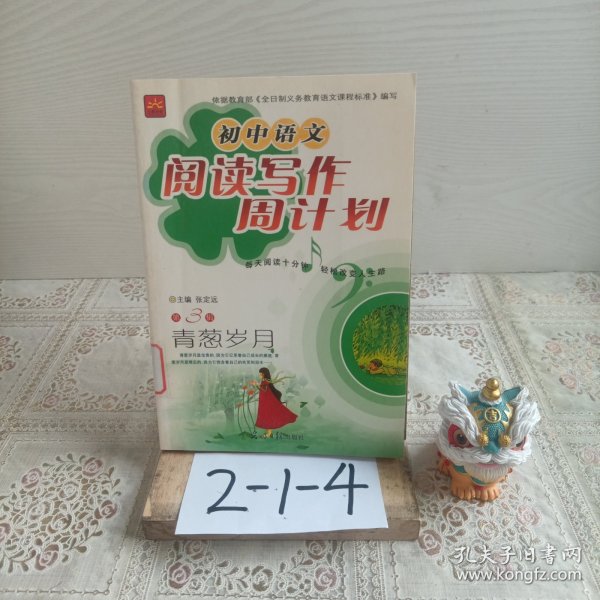 依据教育部《全日制义务教育语文课程标准》编写
初中语文
阅读写作
周计划
每天阅读十分钟 轻松改变人生路
主编 张定远
第3辑
青葱岁月
2-1-4
孔夫子旧书网
www.kongfz.com